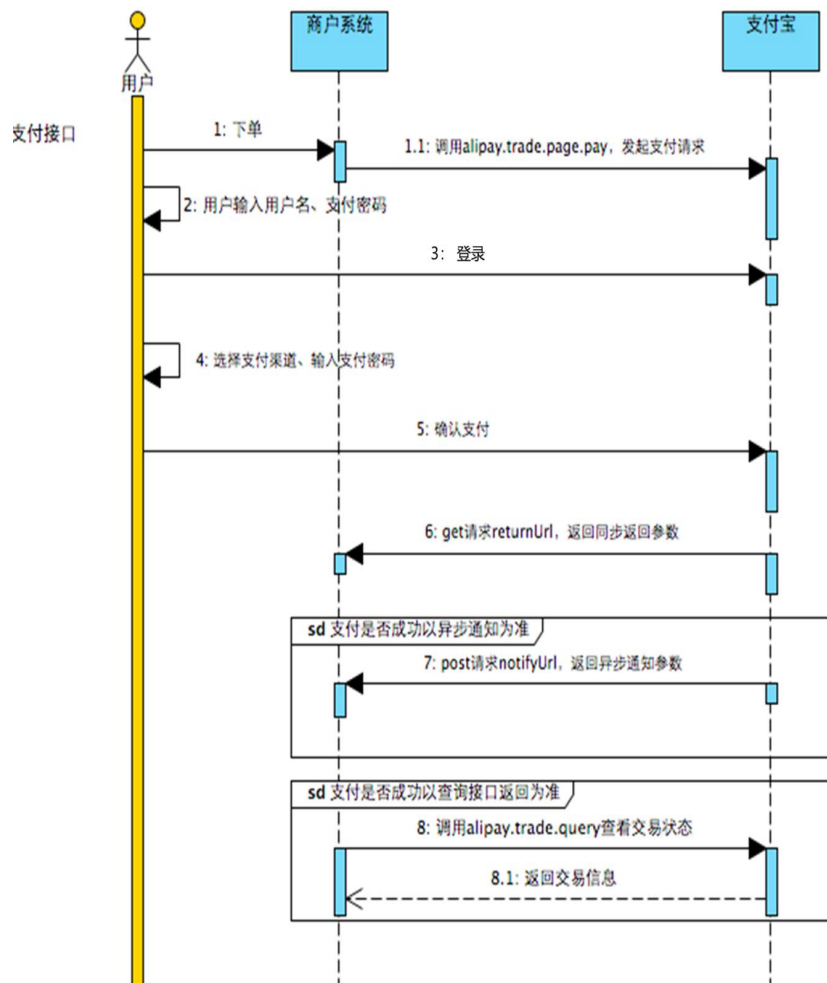 商户系统
支付宝
用户
支付接口
1: 下单
1.1: 调用alipay.trade.page.pay，发起支付请求
2: 用户输入用户名、支付密码
3： 登录
4: 选择支付渠道、输入支付密码
5: 确认支付
6: get请求returnUrl，返回同步返回参数
sd 支付是否成功以异步通知为准
7: post请求notifyUrl，返回异步通知参数
sd 支付是否成功以查询接口返回为准
8: 调用alipay.trade.query查看交易状态
8.1: 返回交易信息